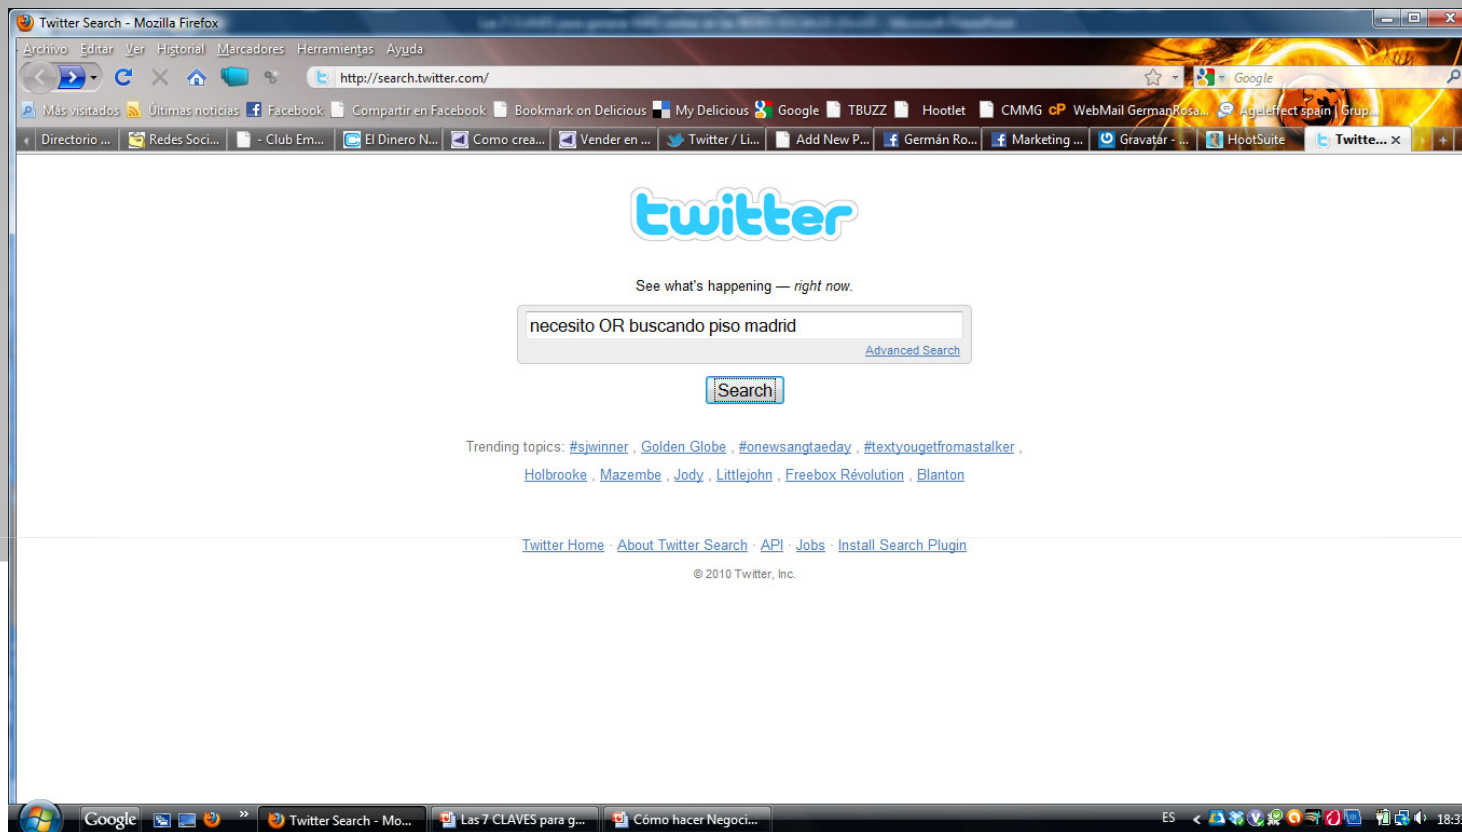 Twitter Search - Mozilla Firefox
Archivo Editar Ver Historial Marcadores Herramientas Ayuda
http://search.twitter.com/ Google
Más visitados Últimas noticias Facebook Compartir en Facebook Bookmark on Delicious My Delicious Google TBUZZ Hootlet CMMG cP WebMail GermanRosa... Ageleffect spain | Grup...
Directorio ... Redes Soci... - Club Em... El Dinero N... Como crea... Vender en ... Twitter / Li... Add New P... Germán Ro... Marketing ... Gravatar - ... HootSuite Twitte... x
twitter
See what's happening — right now.
necesito OR buscando piso madrid
Advanced Search
Search
Trending topics: #sjwinner , Golden Globe , #onewsangtaeday , #textyougetfromastalker ,
Holbrooke , Mazembe , Jody , Littlejohn , Freebox Révolution , Blanton
Twitter Home · About Twitter Search · API · Jobs · Install Search Plugin
© 2010 Twitter, Inc.
Google » Twitter Search - Mo... Las 7 CLAVES para g... Cómo hacer Negoci... ES < 18:3